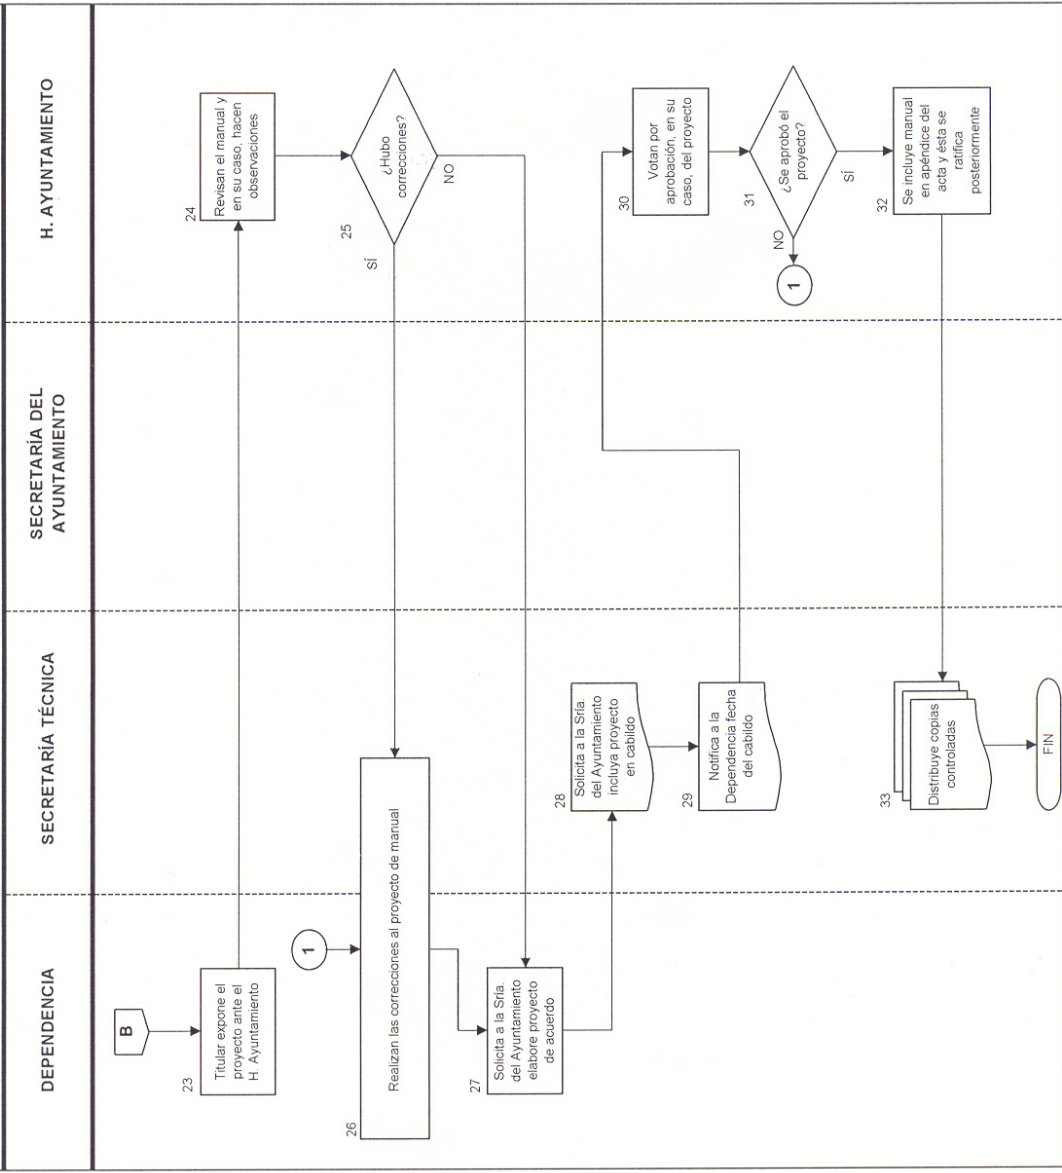 DEPENDENCIA
SECRETARÍA TÉCNICA
SECRETARÍA DEL
AYUNTAMIENTO
H. AYUNTAMIENTO
B
23
Titular expone el
proyecto ante el
H. Ayuntamiento
24
Revisan el manual y
en su caso, hacen
observaciones
25
¿Hubo
correcciones?
SÍ
NO
1
26
Realizan las correcciones al proyecto de manual
27
Solicita a la Sría.
del Ayuntamiento
elabore proyecto
de acuerdo
28
Solicita a la Sría.
del Ayuntamiento
incluya proyecto
en cabildo
29
Notifica a la
Dependencia fecha
del cabildo
30
Votan por
aprobación, en su
caso, del proyecto
31
¿Se aprobó el
proyecto?
NO
1
SÍ
32
Se incluye manual
en apéndice del
acta y ésta se
ratifica
posteriormente
33
Distribuye copias
controladas
FIN